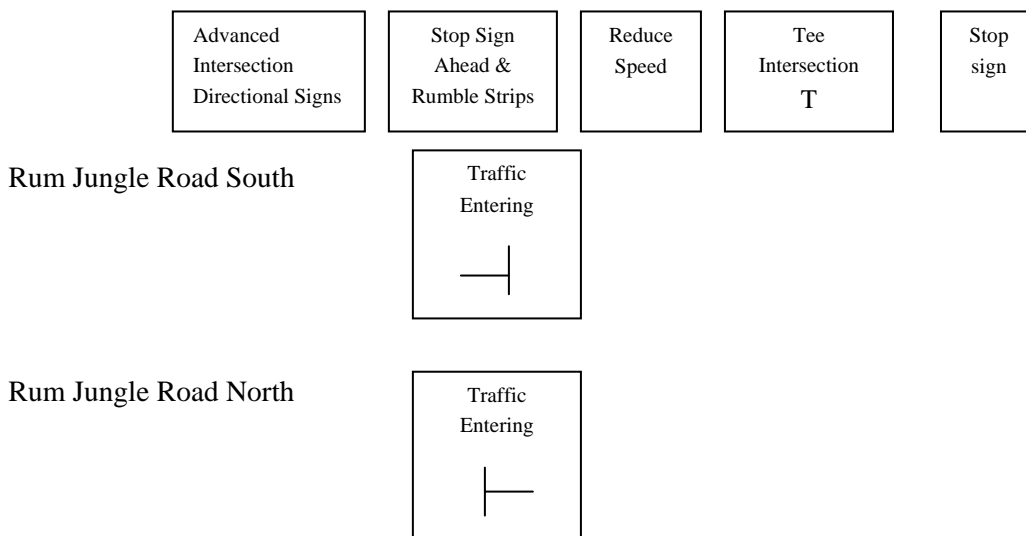 Advanced
Intersection
Directional Signs
Stop Sign
Ahead &
Rumble Strips
Reduce
Speed
Tee
Intersection
T
Stop
sign
Rum Jungle Road South
Traffic
Entering
Rum Jungle Road North
Traffic
Entering